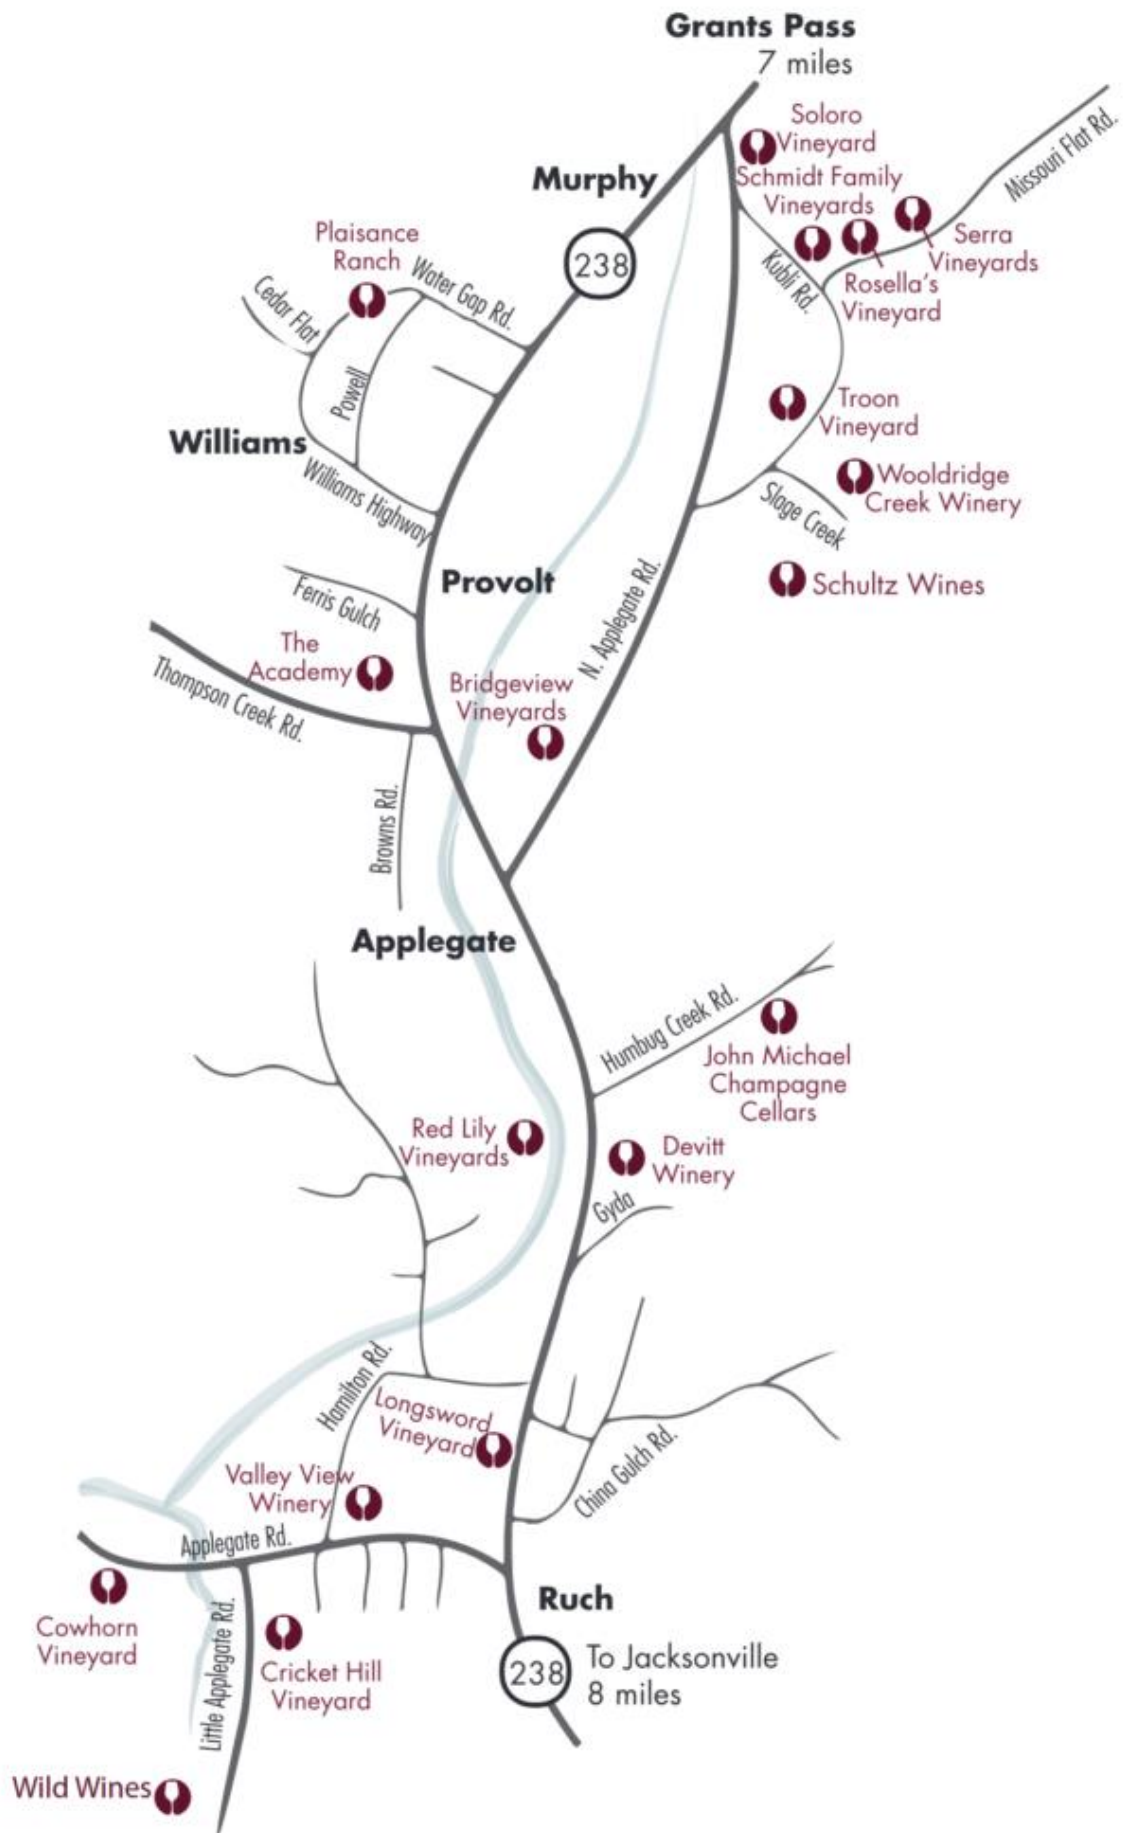 Grants Pass
7 miles
Soloro
Vineyard
Missouri Flat Rd.
Murphy
Schmidt Family
Vineyards
Serra
Vineyards
Plaisance
Ranch
238
Kubli Rd.
Rosella's
Vineyard
Water Gap Rd.
Cedar Flat
Powell
Troon
Vineyard
Williams
Williams Highway
Wooldridge
Creek Winery
Slage Creek
Provolt
Schultz Wines
Ferris Gulch
N. Applegate Rd.
The
Academy
Thompson Creek Rd.
Bridgeview
Vineyards
Browns Rd.
Applegate
Humbug Creek Rd.
John Michael
Champagne
Cellars
Red Lily
Vineyards
Devitt
Winery
Gyda
Hamilton Rd.
Longsword
Vineyard
China Gulch Rd.
Valley View
Winery
Applegate Rd.
Ruch
Cowhorn
Vineyard
Little Applegate Rd.
Cricket Hill
Vineyard
238
To Jacksonville
8 miles
Wild Wines